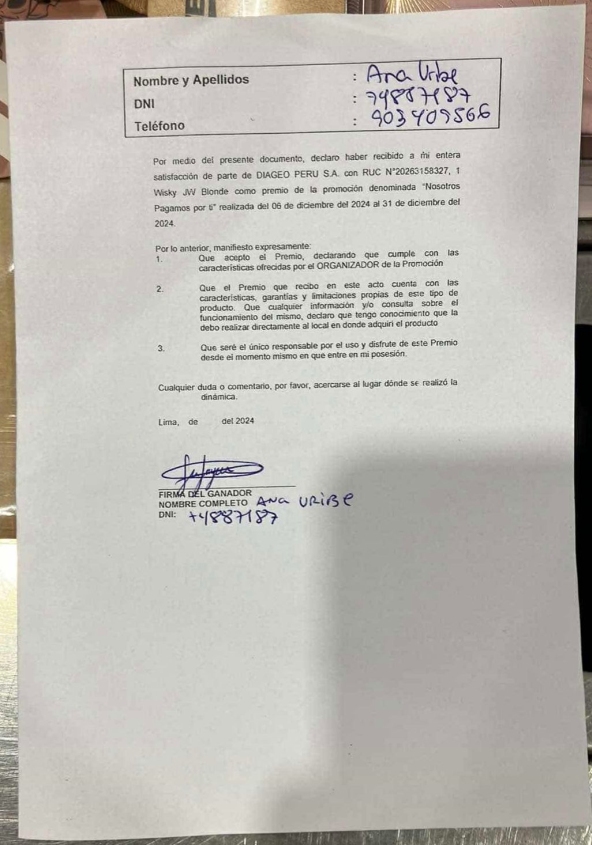 Nombre y Apellidos : Ana Uribe
DNI : 74887187
Teléfono : 903409566
Por medio del presente documento, declaro haber recibido a mi entera
satisfacción de parte de DIAGEO PERU S.A. con RUC N°20263158327, 1
Wisky JW Blonde como premio de la promoción denominada "Nosotros
Pagamos por ti" realizada del 06 de diciembre del 2024 al 31 de diciembre del
2024.
Por lo anterior, manifiesto expresamente:
1. Que acepto el Premio, declarando que cumple con las
características ofrecidas por el ORGANIZADOR de la Promoción
2. Que el Premio que recibo en este acto cuenta con las
características, garantías y limitaciones propias de este tipo de
producto. Que cualquier información y/o consulta sobre el
funcionamiento del mismo, declaro que tengo conocimiento que la
debo realizar directamente al local en donde adquirí el producto
3. Que seré el único responsable por el uso y disfrute de este Premio
desde el momento mismo en que entre en mi posesión.
Cualquier duda o comentario, por favor, acercarse al lugar dónde se realizó la
dinámica.
Lima, de del 2024
FIRMA DEL GANADOR
NOMBRE COMPLETO ANA URIBE
DNI: 74887187